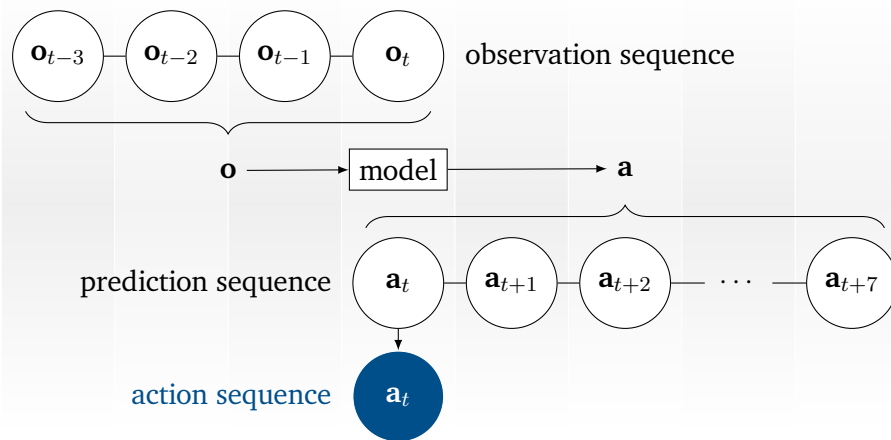 o_{t−3} o_{t−2} o_{t−1} o_t observation sequence
o model a
prediction sequence a_t a_{t+1} a_{t+2} ··· a_{t+7}
action sequence a_t